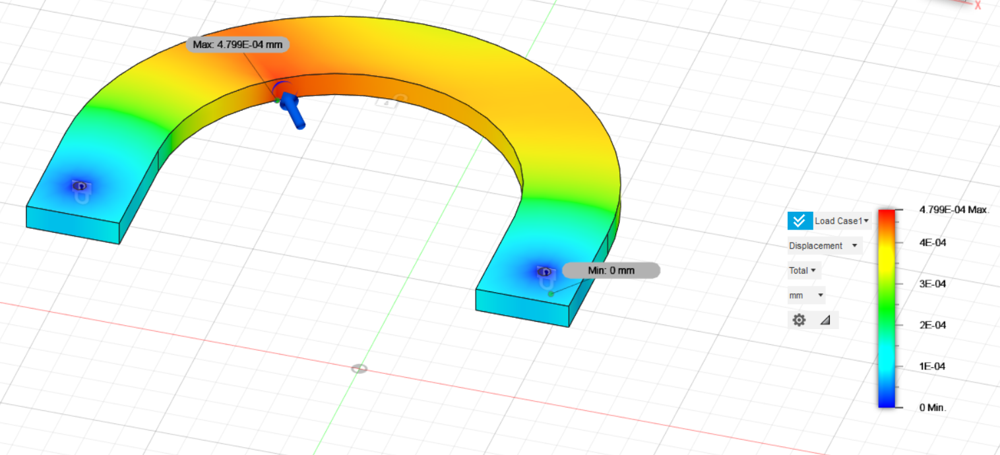 X
Max: 4.799E-04 mm
Min: 0 mm
Load Case1
Displacement
Total
mm
4.799E-04 Max.
4E-04
3E-04
2E-04
1E-04
0 Min.